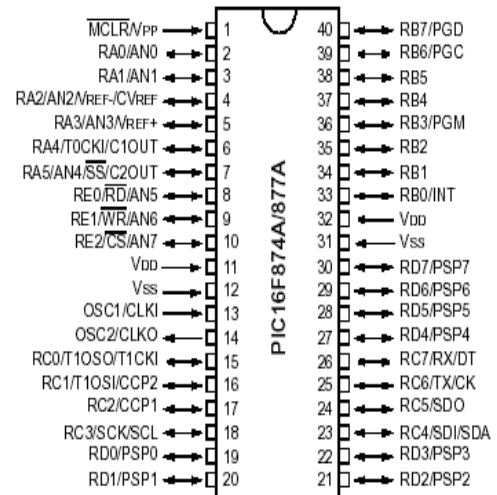 MCLR/VPP 1 40 RB7/PGD
RA0/AN0 2 39 RB6/PGC
RA1/AN1 3 38 RB5
RA2/AN2/VREF-/CVREF 4 37 RB4
RA3/AN3/VREF+ 5 36 RB3/PGM
RA4/T0CKI/C1OUT 6 35 RB2
RA5/AN4/SS/C2OUT 7 34 RB1
RE0/RD/AN5 8 33 RB0/INT
RE1/WR/AN6 9 32 VDD
RE2/CS/AN7 10 31 VSS
VDD 11 30 RD7/PSP7
VSS 12 29 RD6/PSP6
OSC1/CLKI 13 28 RD5/PSP5
OSC2/CLKO 14 27 RD4/PSP4
RC0/T1OSO/T1CKI 15 26 RC7/RX/DT
RC1/T1OSI/CCP2 16 25 RC6/TX/CK
RC2/CCP1 17 24 RC5/SDO
RC3/SCK/SCL 18 23 RC4/SDI/SDA
RD0/PSP0 19 22 RD3/PSP3
RD1/PSP1 20 21 RD2/PSP2
PIC16F874A/877A